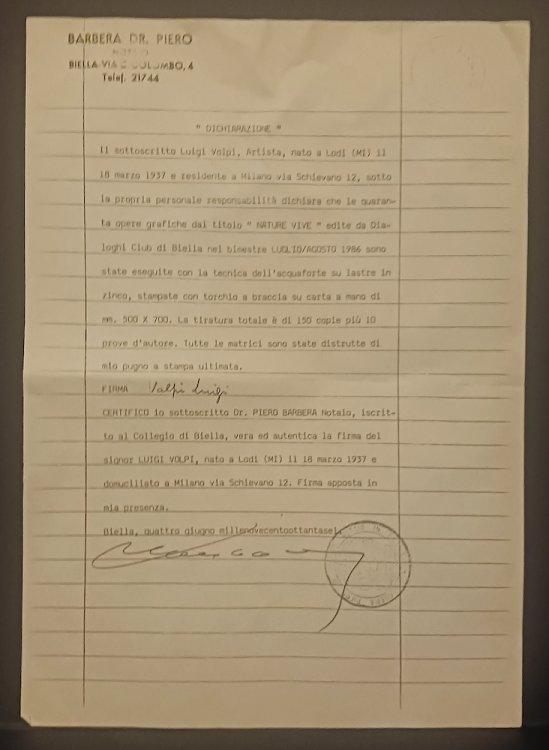 BARBERA DR. PIERO
NOTAIO
BIELLA VIA C. COLOMBO, 4
Telef. 21744
" DICHIARAZIONE "
Il sottoscritto Luigi Volpi, Artista, nato a Lodi (MI) il
18 marzo 1937 e residente a Milano via Schievano 12, sotto
la propria personale responsabilità dichiara che le quaran-
ta opere grafiche dal titolo " NATURE VIVE " edite da Dia-
loghi Club di Biella nel bimestre LUGLIO/AGOSTO 1986 sono
state eseguite con la tecnica dell'acquaforte su lastre in
zinco, stampate con torchio a braccia su carta a mano di
mm. 500 X 700. La tiratura totale è di 150 copie più 10
prove d'autore. Tutte le matrici sono state distrutte di
mio pugno a stampa ultimata.
FIRMA Volpi Luigi
CERTIFICO io sottoscritto Dr. PIERO BARBERA Notaio, iscrit-
to al Collegio di Biella, vera ed autentica la firma del
signor LUIGI VOLPI, nato a Lodi (MI) il 18 marzo 1937 e
domiciliato a Milano via Schievano 12. Firma apposta in
mia presenza.
Biella, quattro giugno millenovecentoottantasei.